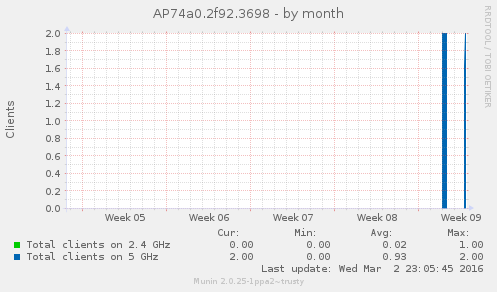 AP74a0.2f92.3698 - by month
RRDTOOL / TOBI OETIKER
Clients
2.0
1.8
1.6
1.4
1.2
1.0
0.8
0.6
0.4
0.2
0.0
Week 05 Week 06 Week 07 Week 08 Week 09
Cur: Min: Avg: Max:
Total clients on 2.4 GHz 0.00 0.00 0.02 1.00
Total clients on 5 GHz 2.00 0.00 0.93 2.00
Last update: Wed Mar 2 23:05:45 2016
Munin 2.0.25-1ppa2~trusty